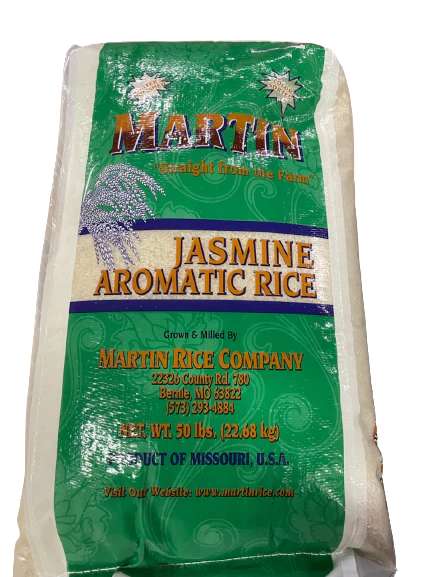 MARTIN
"Straight from the Farm"
JASMINE
AROMATIC RICE
Grown & Milled By
MARTIN RICE COMPANY
22326 County Rd. 780
Bernie, MO 63822
(573) 293-4884
NET. WT. 50 lbs. (22.68 kg)
PRODUCT OF MISSOURI, U.S.A.
Visit Our Website: www.martinrice.com